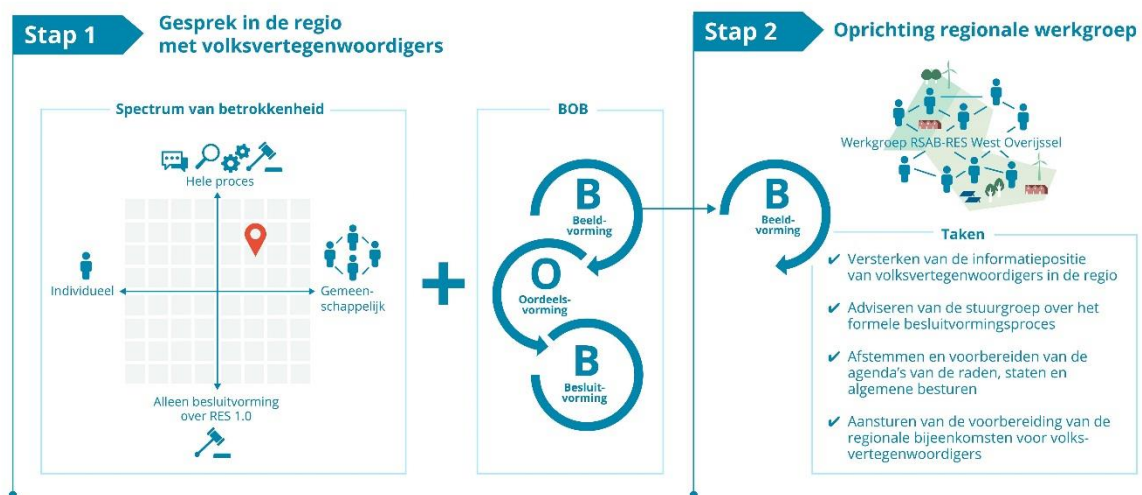 Stap 1
Gesprek in de regio
met volksvertegenwoordigers
Spectrum van betrokkenheid
Hele proces
Individueel
Gemeen-
schappelijk
Alleen besluitvorming
over RES 1.0
+
BOB
B
Beeld-
vorming
O
Oordeels-
vorming
B
Besluit-
vorming
Stap 2
Oprichting regionale werkgroep
Werkgroep RSAB-RES West Overijssel
B
Beeld-
vorming
Taken
✔ Versterken van de informatiepositie
van volksvertegenwoordigers in de regio
✔ Adviseren van de stuurgroep over het
formele besluitvormingsproces
✔ Afstemmen en voorbereiden van de
agenda's van de raden, staten en
algemene besturen
✔ Aansturen van de voorbereiding van de
regionale bijeenkomsten voor volks-
vertegenwoordigers